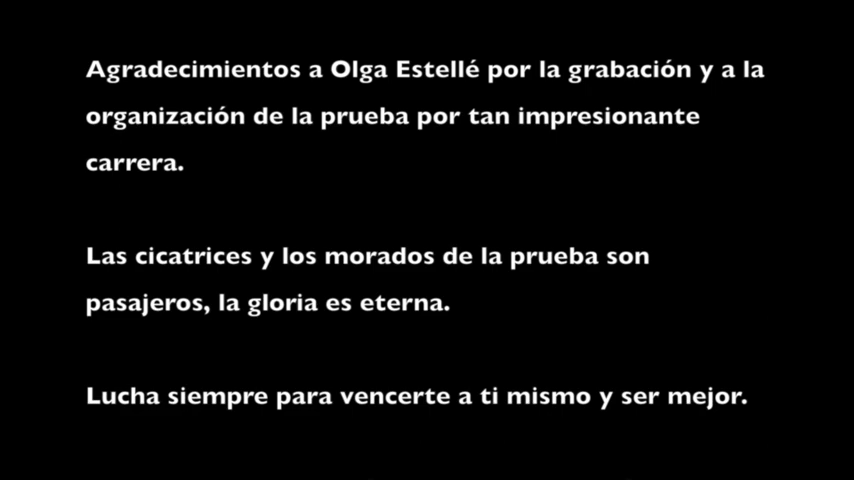 Agradecimientos a Olga Estellé por la grabación y a la
organización de la prueba por tan impresionante
carrera.
Las cicatrices y los morados de la prueba son
pasajeros, la gloria es eterna.
Lucha siempre para vencerte a ti mismo y ser mejor.